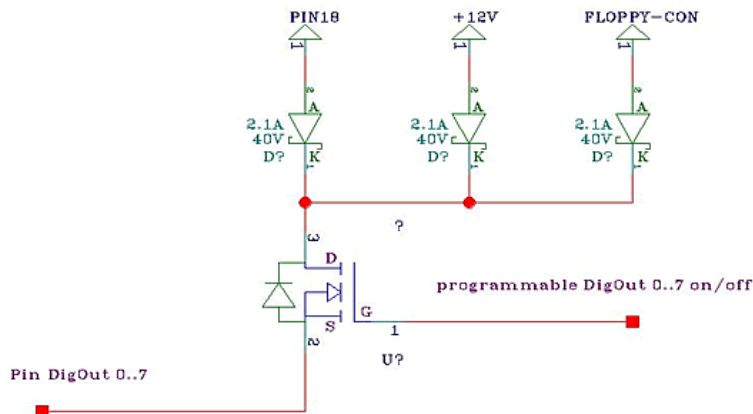 PIN18
+12V
FLOPPY-CON
1
1
1
2
2
2
A
A
A
2.1A
2.1A
2.1A
40V
40V
40V
D?
K
D?
K
D?
K
1
1
1
?
3
D
programmable DigOut 0..7 on/off
G
S
1
2
U?
Pin DigOut 0..7